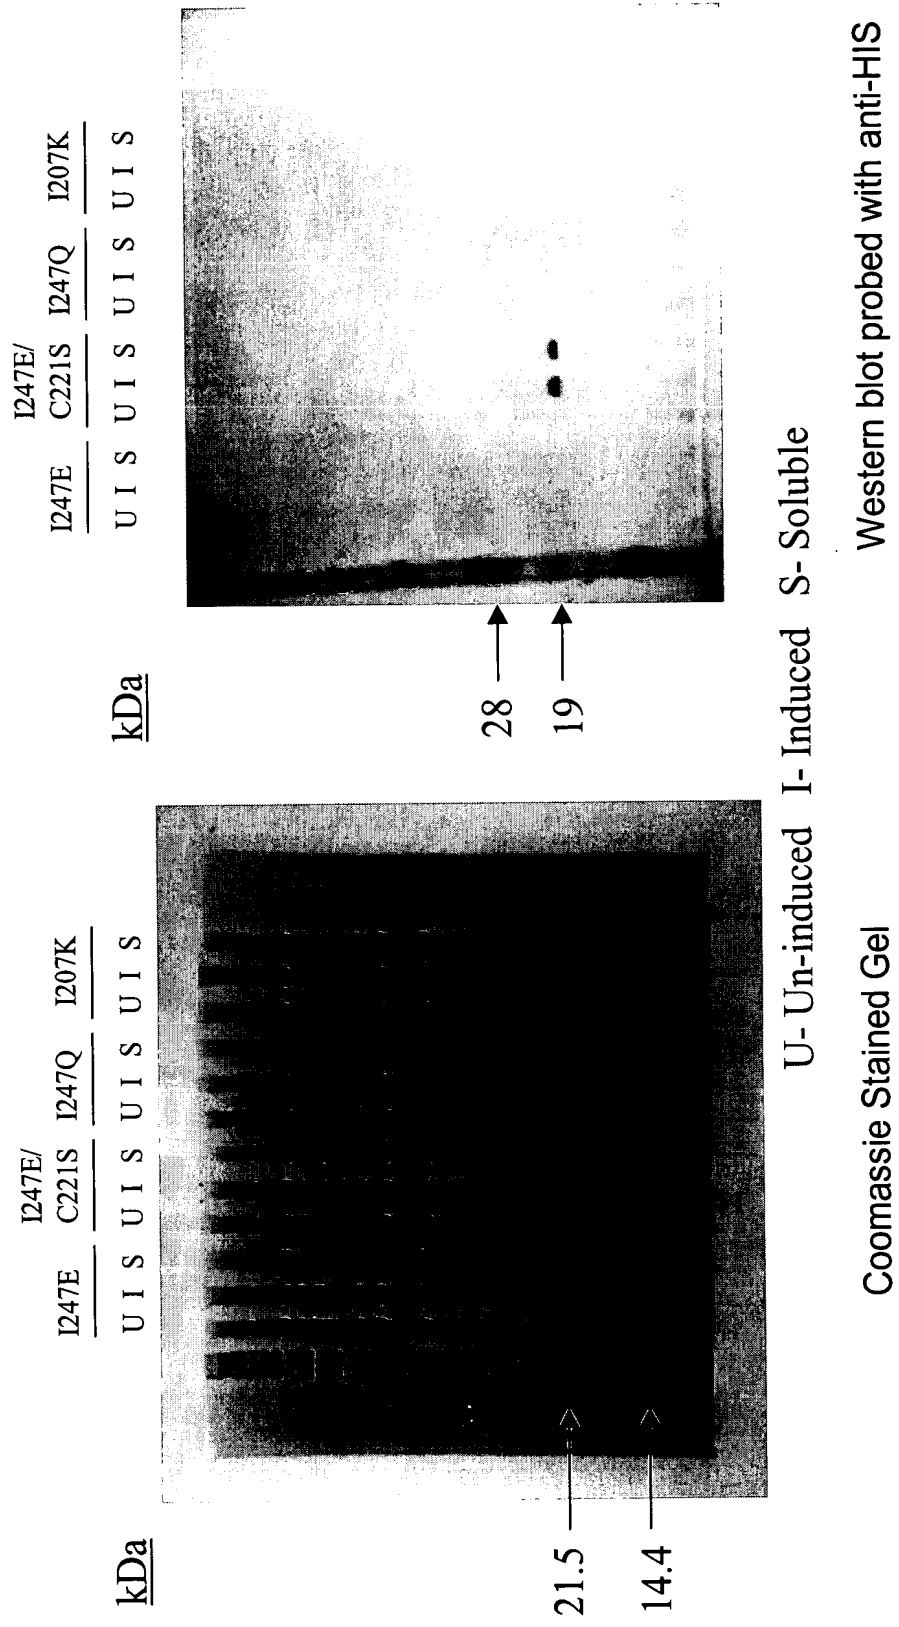 I247E/
I247E C221S I247Q I207K
U I S U I S U I S U I S
kDa
21.5
14.4
Coomassie Stained Gel
I247E/
I247E C221S I247Q I207K
U I S U I S U I S U I S
kDa
28
19
U- Un-induced I- Induced S- Soluble
Western blot probed with anti-HIS